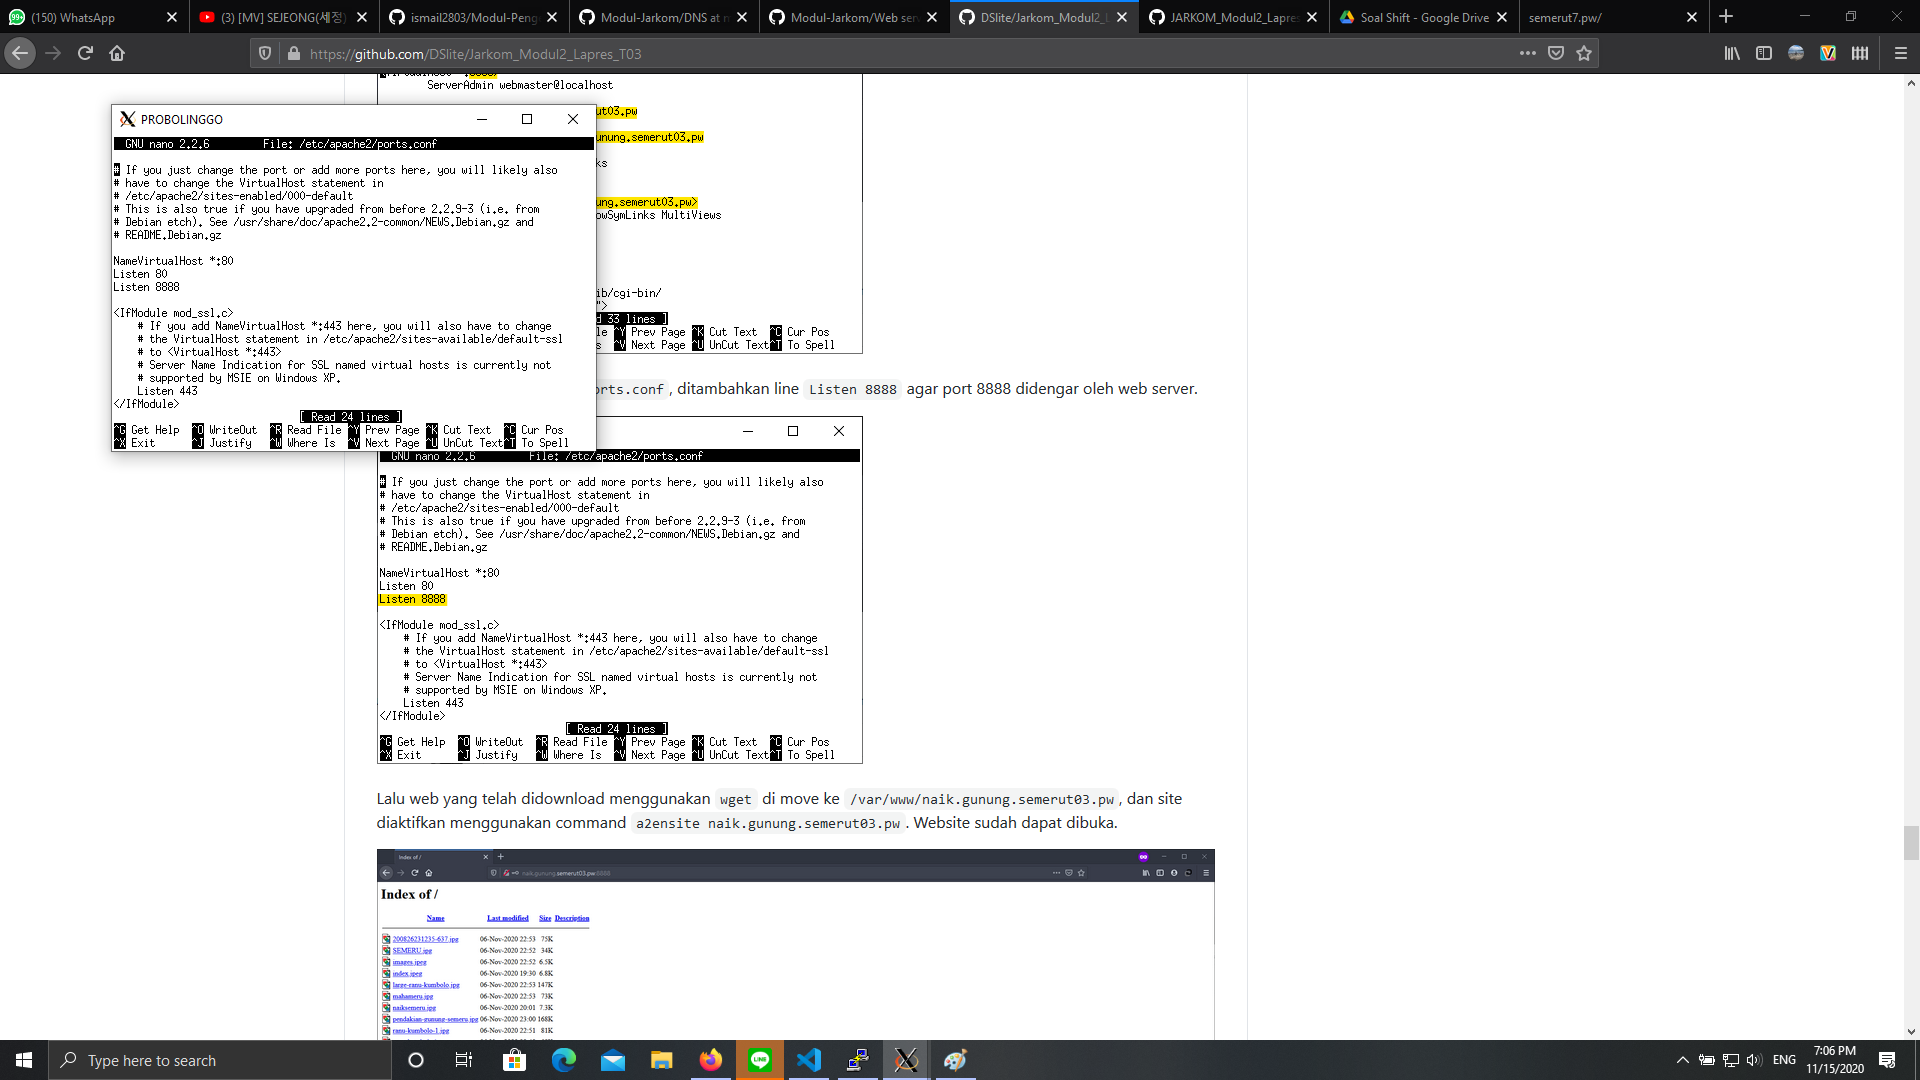 (150) WhatsApp
(3) [MV] SEJEONG(세정)
ismail2803/Modul-Peng
Modul-Jarkom/DNS at m
Modul-Jarkom/Web serv
DSlite/Jarkom_Modul2_L
JARKOM_Modul2_Lapres
Soal Shift - Google Drive
semerut7.pw/
https://github.com/DSlite/Jarkom_Modul2_Lapres_T03
ServerAdmin webmaster@localhost
ut03.pw
unung.semerut03.pw
ks
ung.semerut03.pw>
owSymLinks MultiViews
ib/cgi-bin/
">
d 33 lines ]
le ^Y Prev Page ^K Cut Text ^C Cur Pos
s ^V Next Page ^U UnCut Text^T To Spell
PROBOLINGGO
GNU nano 2.2.6 File: /etc/apache2/ports.conf
# If you just change the port or add more ports here, you will likely also
# have to change the VirtualHost statement in
# /etc/apache2/sites-enabled/000-default
# This is also true if you have upgraded from before 2.2.9-3 (i.e. from
# Debian etch). See /usr/share/doc/apache2.2-common/NEWS.Debian.gz and
# README.Debian.gz
NameVirtualHost *:80
Listen 80
Listen 8888
<IfModule mod_ssl.c>
# If you add NameVirtualHost *:443 here, you will also have to change
# the VirtualHost statement in /etc/apache2/sites-available/default-ssl
# to <VirtualHost *:443>
# Server Name Indication for SSL named virtual hosts is currently not
# supported by MSIE on Windows XP.
Listen 443
</IfModule>
[ Read 24 lines ]
^G Get Help ^O WriteOut ^R Read File ^Y Prev Page ^K Cut Text ^C Cur Pos
^X Exit ^J Justify ^W Where Is ^V Next Page ^U UnCut Text^T To Spell
orts.conf, ditambahkan line Listen 8888 agar port 8888 didengar oleh web server.
GNU nano 2.2.6 File: /etc/apache2/ports.conf
# If you just change the port or add more ports here, you will likely also
# have to change the VirtualHost statement in
# /etc/apache2/sites-enabled/000-default
# This is also true if you have upgraded from before 2.2.9-3 (i.e. from
# Debian etch). See /usr/share/doc/apache2.2-common/NEWS.Debian.gz and
# README.Debian.gz
NameVirtualHost *:80
Listen 80
Listen 8888
<IfModule mod_ssl.c>
# If you add NameVirtualHost *:443 here, you will also have to change
# the VirtualHost statement in /etc/apache2/sites-available/default-ssl
# to <VirtualHost *:443>
# Server Name Indication for SSL named virtual hosts is currently not
# supported by MSIE on Windows XP.
Listen 443
</IfModule>
[ Read 24 lines ]
^G Get Help ^O WriteOut ^R Read File ^Y Prev Page ^K Cut Text ^C Cur Pos
^X Exit ^J Justify ^W Where Is ^V Next Page ^U UnCut Text^T To Spell
Lalu web yang telah didownload menggunakan wget di move ke /var/www/naik.gunung.semerut03.pw, dan site
diaktifkan menggunakan command a2ensite naik.gunung.semerut03.pw. Website sudah dapat dibuka.
Index of /
naik.gunung.semerut03.pw:8888
Index of /
Name Last modified Size Description
200826231235-637.jpg 06-Nov-2020 22:53 75K
SEMERU.jpg 06-Nov-2020 22:52 34K
images.jpeg 06-Nov-2020 22:52 6.5K
index.jpeg 06-Nov-2020 19:30 6.8K
large-ranu-kumbolo.jpg 06-Nov-2020 22:53 147K
mahameru.jpg 06-Nov-2020 22:53 73K
naiksemeru.jpg 06-Nov-2020 20:01 7.3K
pendakian-gunung-semeru.jpg 06-Nov-2020 23:00 168K
ranu-kumbolo-1.jpg 06-Nov-2020 22:51 81K
Type here to search
LINE
ENG
7:06 PM
11/15/2020